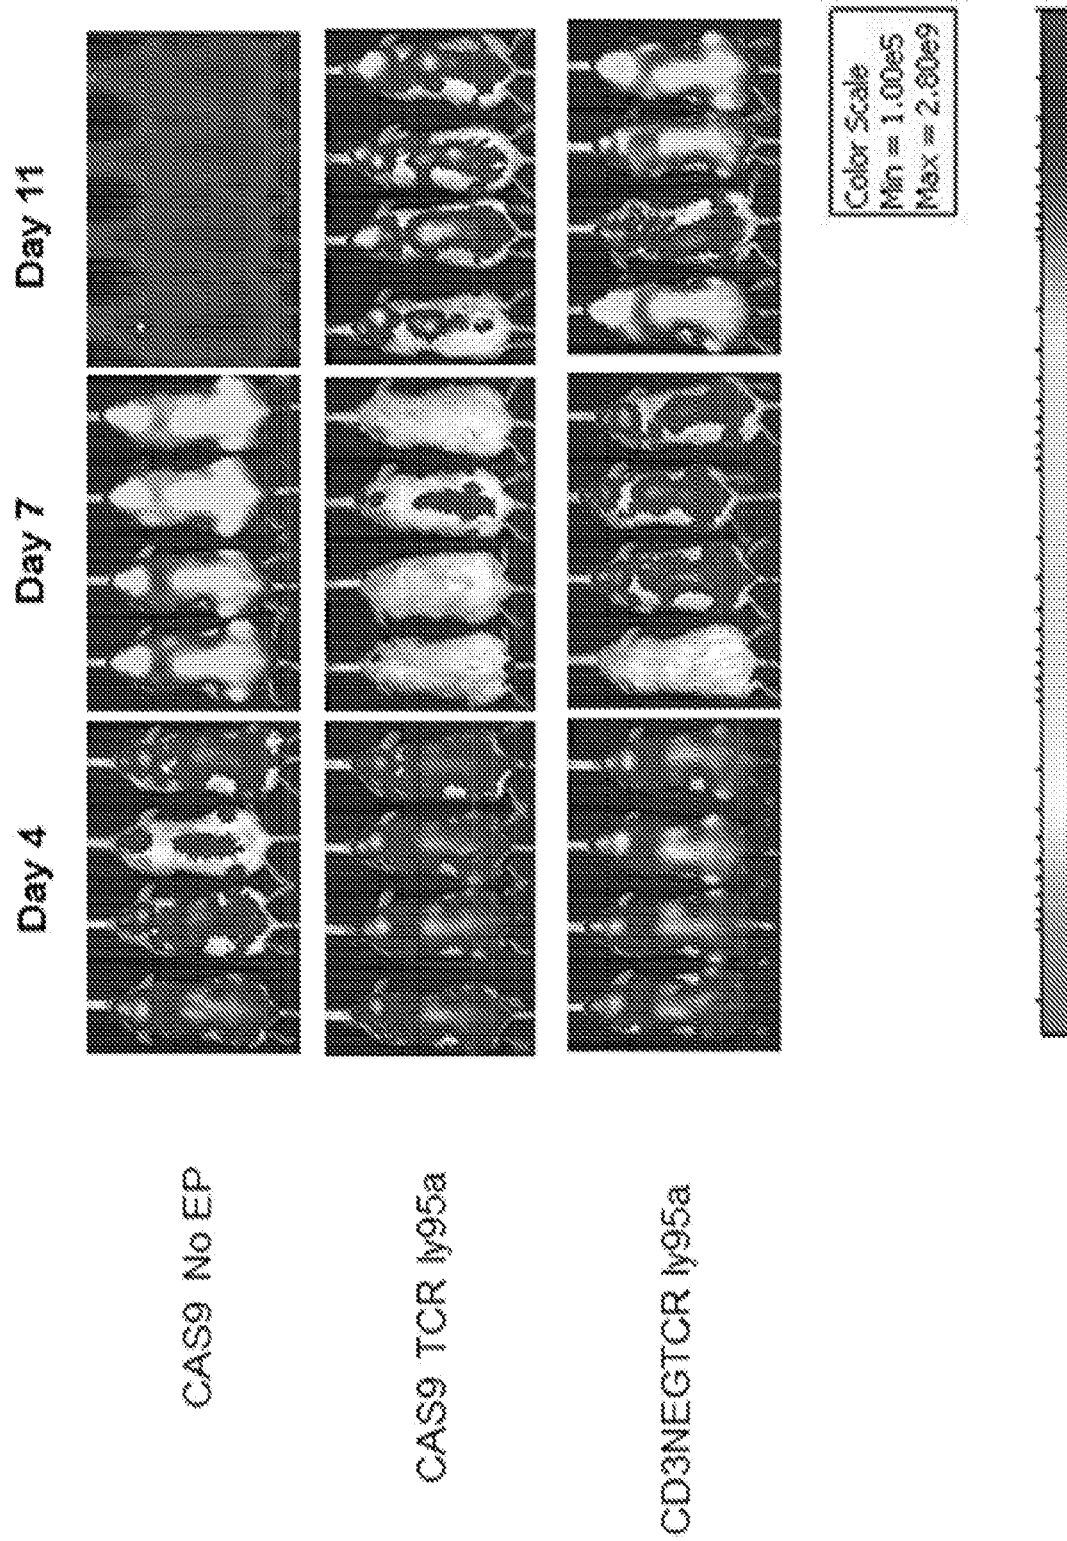 Day 4
Day 7
Day 11
CAS9 No EP
CAS9 TCR ly95a
CD3NEGTCR ly95a
Color Scale
Min = 1.00e5
Max = 2.80e9